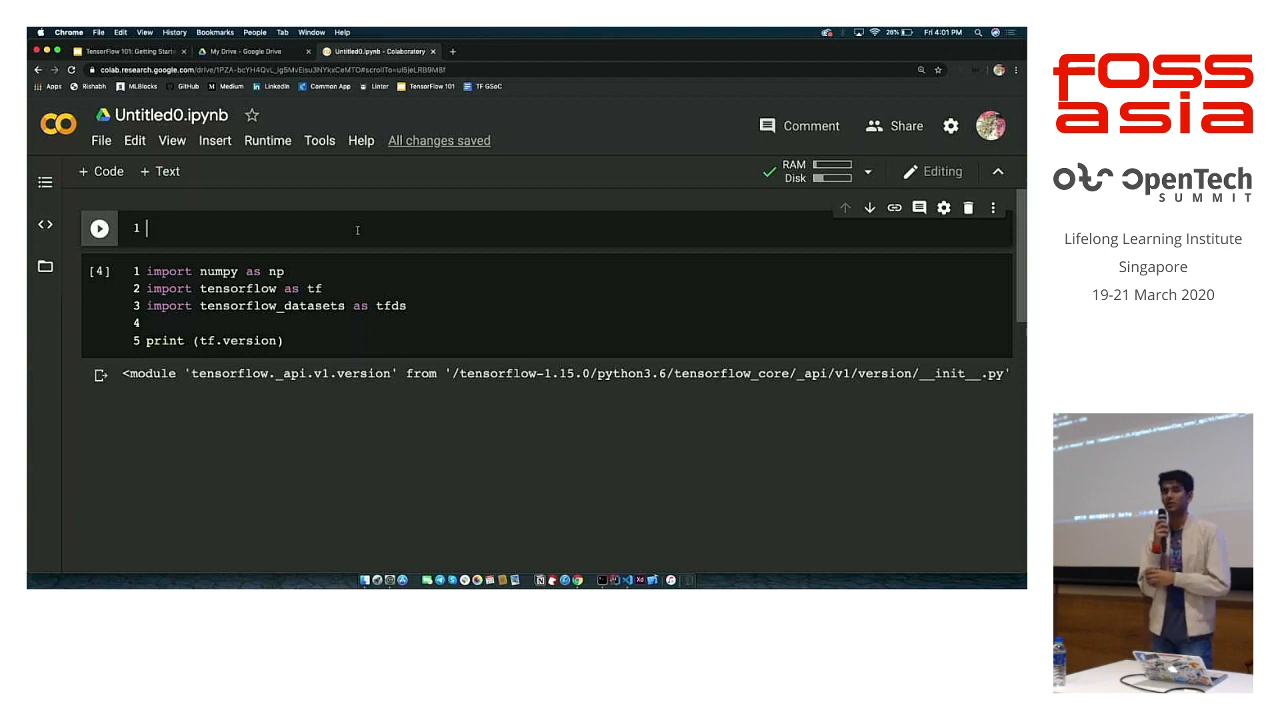 Chrome File Edit View History Bookmarks People Tab Window Help
26% Fri 4:01 PM
TensorFlow 101: Getting Starte
My Drive - Google Drive
Untitled0.ipynb - Colaboratory
Apps Rishabh MLBlocks GitHub Medium LinkedIn Common App Linter TensorFlow 101 TF GSoC
Untitled0.ipynb
File Edit View Insert Runtime Tools Help All changes saved
Comment Share
+ Code + Text
RAM
Disk
Editing
1
[4] 1 import numpy as np
2 import tensorflow as tf
3 import tensorflow_datasets as tfds
4
5 print (tf.version)
<module 'tensorflow._api.v1.version' from '/tensorflow-1.15.0/python3.6/tensorflow_core/_api/v1/version/__init__.py'
foss
asia
OpenTech
SUMMIT
Lifelong Learning Institute
Singapore
19-21 March 2020